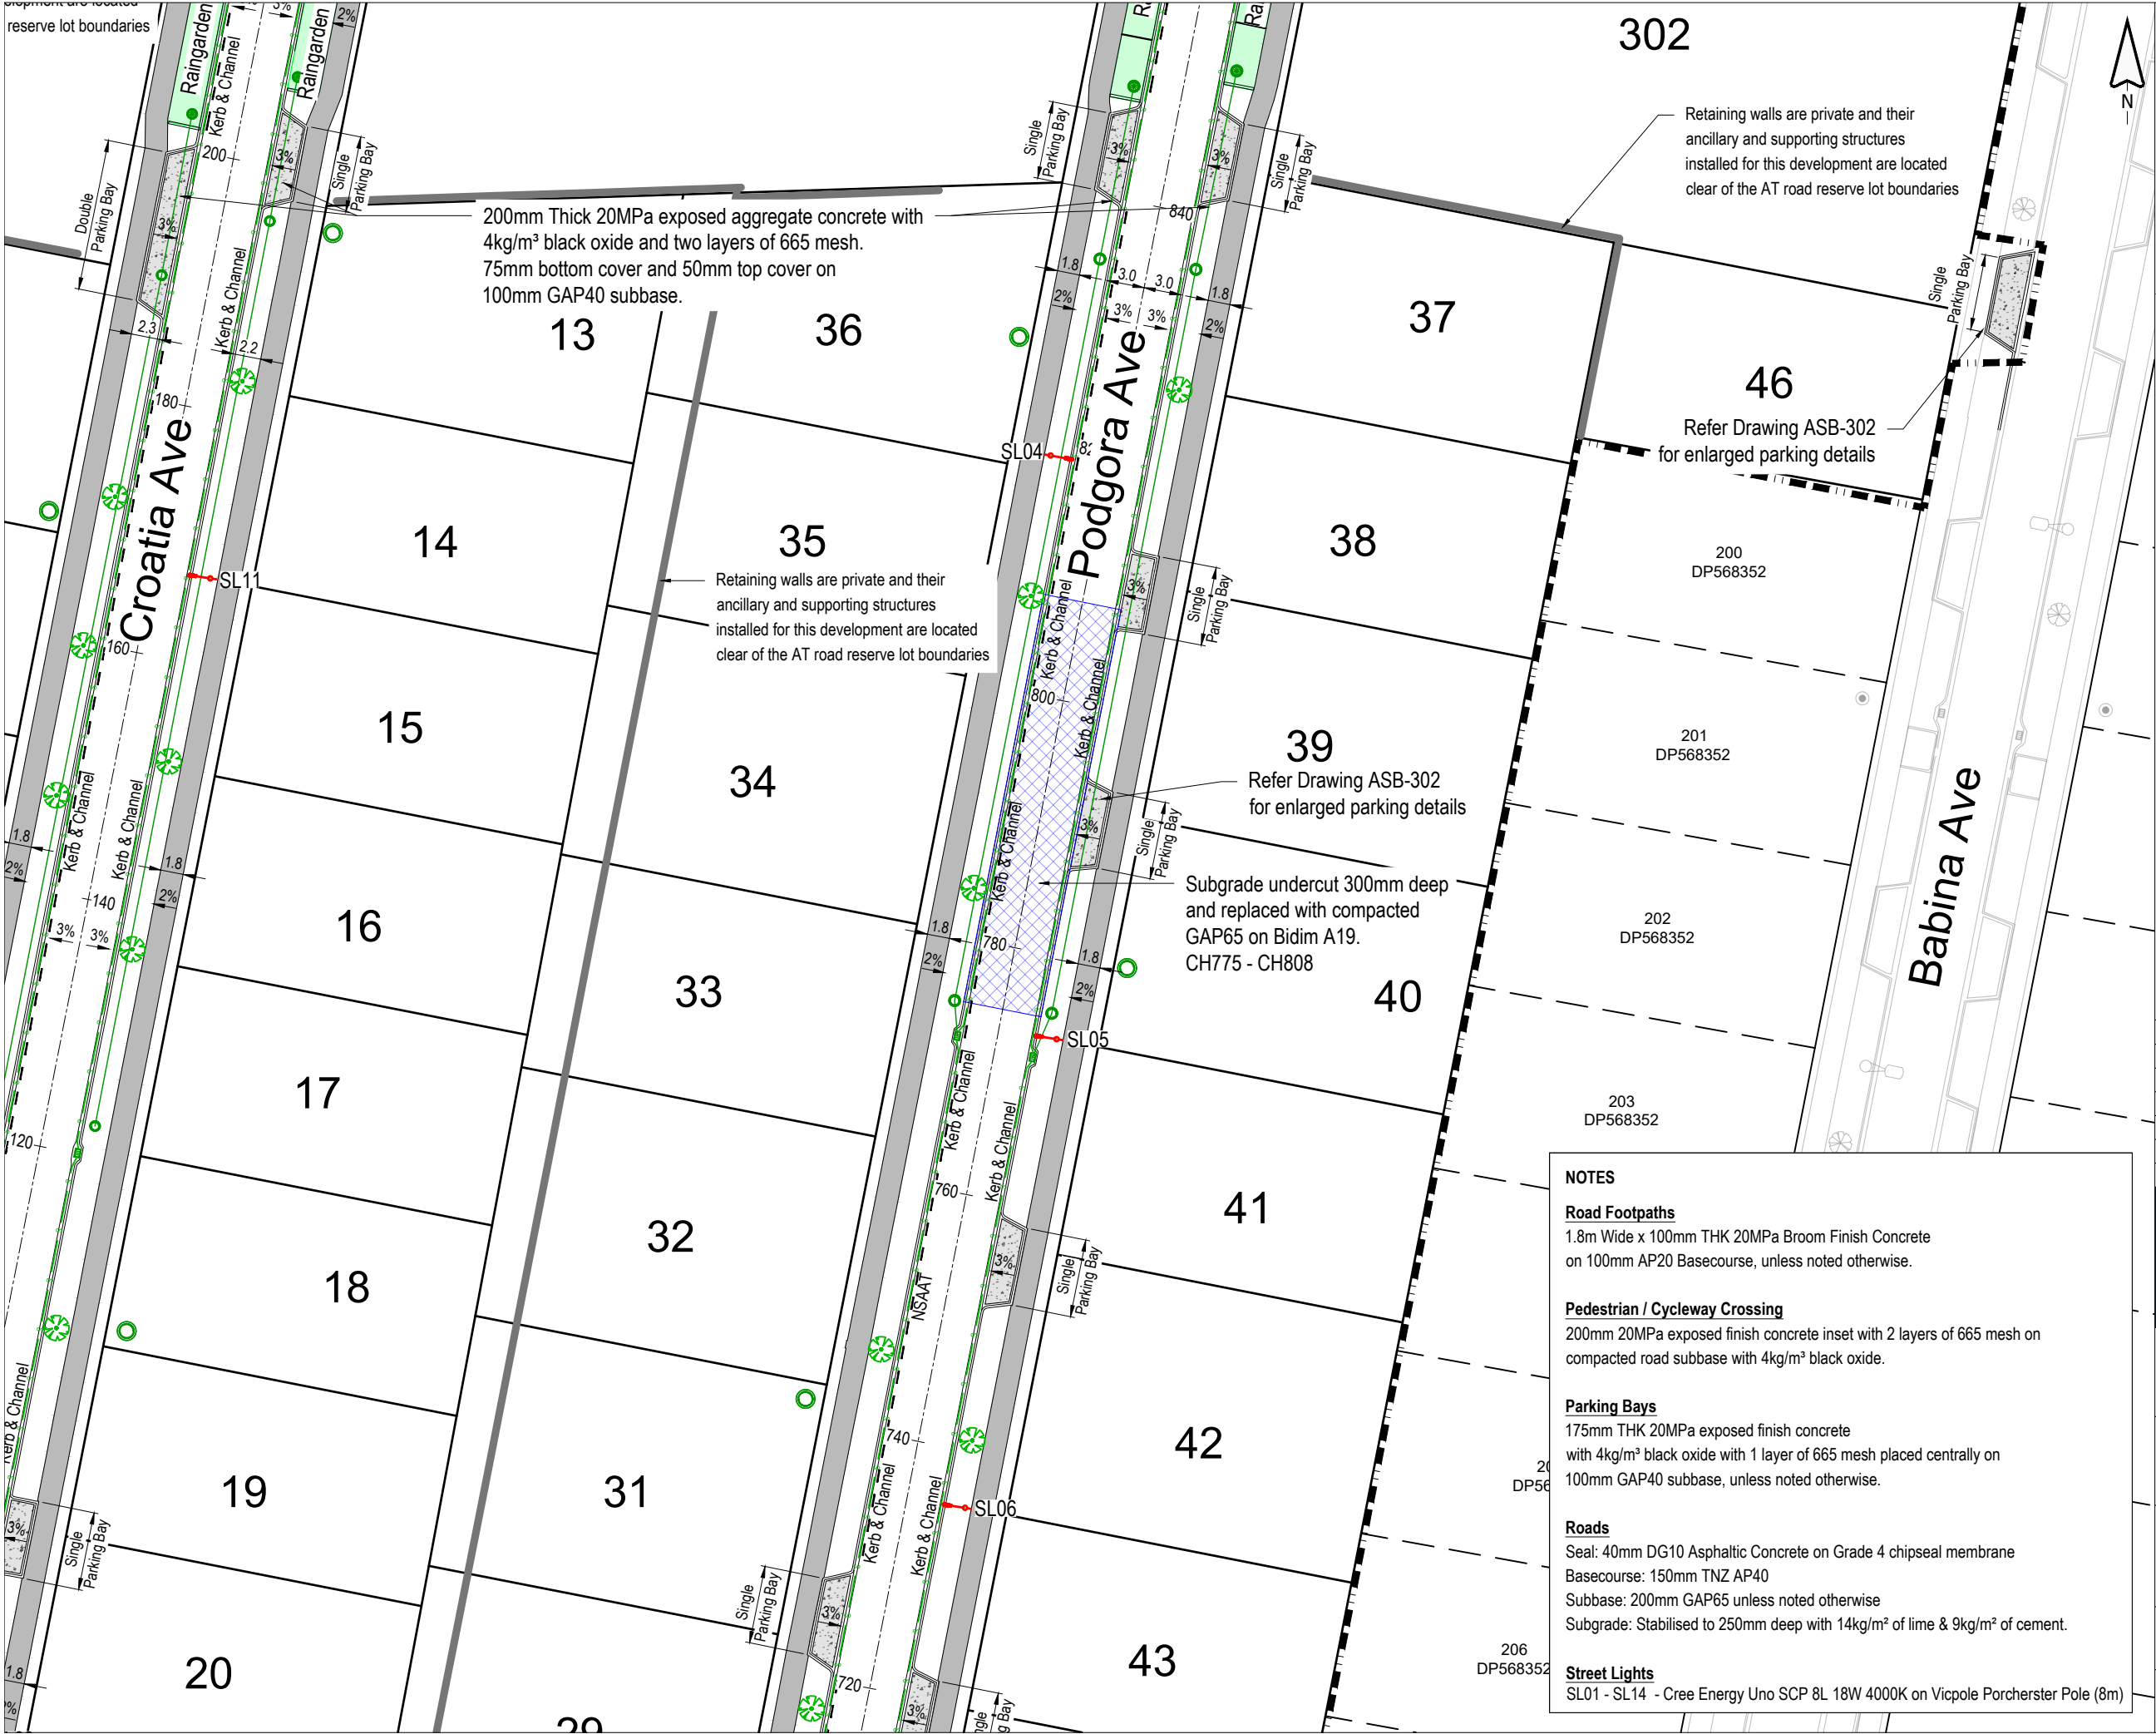 reserve lot boundaries
Raingarden
Kerb & Channel
Raingarden
2%
302
N
Retaining walls are private and their
ancillary and supporting structures
installed for this development are located
clear of the AT road reserve lot boundaries
200
3%
Single
Parking Bay
Double
Parking Bay
3%
Single
Parking Bay
3%
3%
Single
Parking Bay
840
200mm Thick 20MPa exposed aggregate concrete with
4kg/m³ black oxide and two layers of 665 mesh.
75mm bottom cover and 50mm top cover on
100mm GAP40 subbase.
Kerb & Channel
2.3
2.2
1.8
2%
3.0
3.0
1.8
3%
3%
2%
13
36
37
46
Single
Parking Bay
Refer Drawing ASB-302
for enlarged parking details
180
Croatia Ave
Podgora Ave
SL04
14
35
38
200
DP568352
SL11
160
Retaining walls are private and their
ancillary and supporting structures
installed for this development are located
clear of the AT road reserve lot boundaries
3%
Single
Parking Bay
Kerb & Channel
800
Kerb & Channel
15
34
39
201
DP568352
Refer Drawing ASB-302
for enlarged parking details
Kerb & Channel
Kerb & Channel
1.8
2%
1.8
2%
Kerb & Channel
3%
Single
Parking Bay
Subgrade undercut 300mm deep
and replaced with compacted
GAP65 on Bidim A19.
CH775 - CH808
Babina Ave
140
3%
3%
16
1.8
2%
780
1.8
2%
202
DP568352
33
40
SL05
17
120
Kerb & Channel
Kerb & Channel
203
DP568352
760
18
32
41
3%
Single
Parking Bay
NSAAT
Kerb & Channel
740
19
31
42
SL06
Kerb & Channel
Kerb & Channel
3%
Single
Parking Bay
Single
Parking Bay
3%
720
20
29
43
1.8
3%
206
DP568352
NOTES
Road Footpaths
1.8m Wide x 100mm THK 20MPa Broom Finish Concrete
on 100mm AP20 Basecourse, unless noted otherwise.
Pedestrian / Cycleway Crossing
200mm 20MPa exposed finish concrete inset with 2 layers of 665 mesh on
compacted road subbase with 4kg/m³ black oxide.
Parking Bays
175mm THK 20MPa exposed finish concrete
with 4kg/m³ black oxide with 1 layer of 665 mesh placed centrally on
100mm GAP40 subbase, unless noted otherwise.
Roads
Seal: 40mm DG10 Asphaltic Concrete on Grade 4 chipseal membrane
Basecourse: 150mm TNZ AP40
Subbase: 200mm GAP65 unless noted otherwise
Subgrade: Stabilised to 250mm deep with 14kg/m² of lime & 9kg/m² of cement.
Street Lights
SL01 - SL14 - Cree Energy Uno SCP 8L 18W 4000K on Vicpole Porcherster Pole (8m)